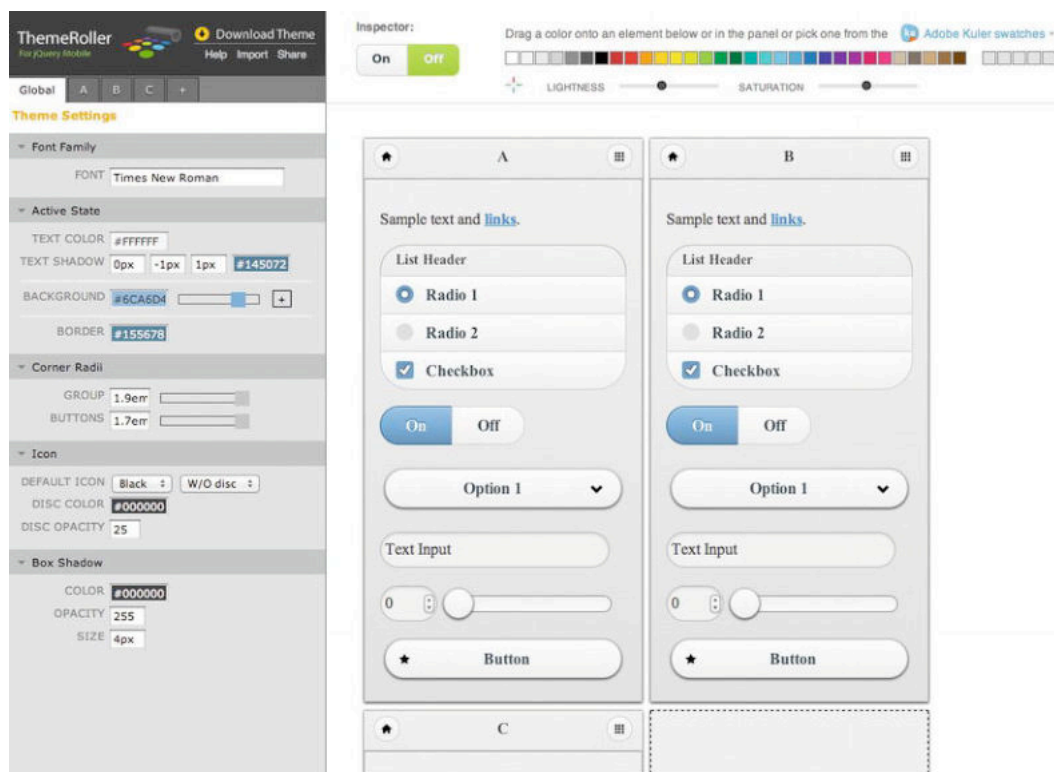 ThemeRoller
For jQuery Mobile
Download Theme
Help Import Share
Global A B C +
Theme Settings
Font Family
FONT Times New Roman
Active State
TEXT COLOR #FFFFFF
TEXT SHADOW 0px -1px 1px #145072
BACKGROUND #6CA6D4 +
BORDER #155678
Corner Radii
GROUP 1.9em
BUTTONS 1.7em
Icon
DEFAULT ICON Black W/O disc
DISC COLOR #000000
DISC OPACITY 25
Box Shadow
COLOR #000000
OPACITY 255
SIZE 4px
Inspector:
On Off
Drag a color onto an element below or in the panel or pick one from the Adobe Kuler swatches
LIGHTNESS SATURATION
A
Sample text and links.
List Header
Radio 1
Radio 2
Checkbox
On Off
Option 1
Text Input
0
Button
B
Sample text and links.
List Header
Radio 1
Radio 2
Checkbox
On Off
Option 1
Text Input
0
Button
C